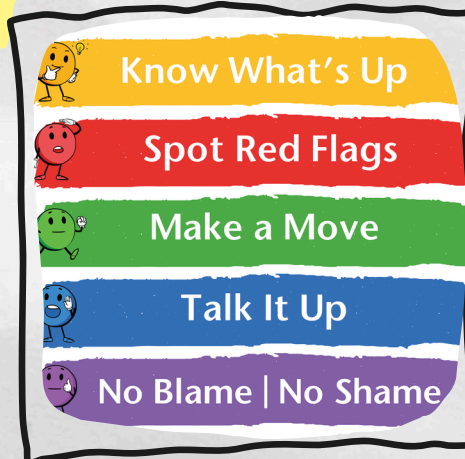 Know What's Up
Spot Red Flags
Make a Move
Talk It Up
No Blame | No Shame